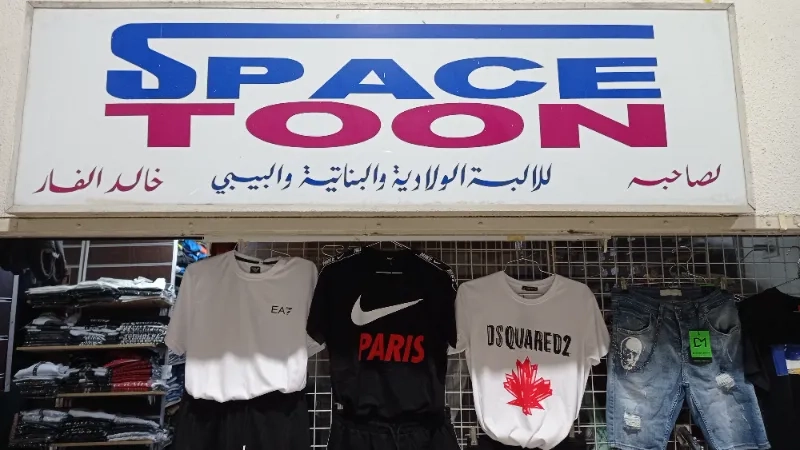 SPACE
TOON
لصاحبه للالبسة الولادية والبناتية والبيبي خالد الفار
EA7
PARIS
DSQUARED2